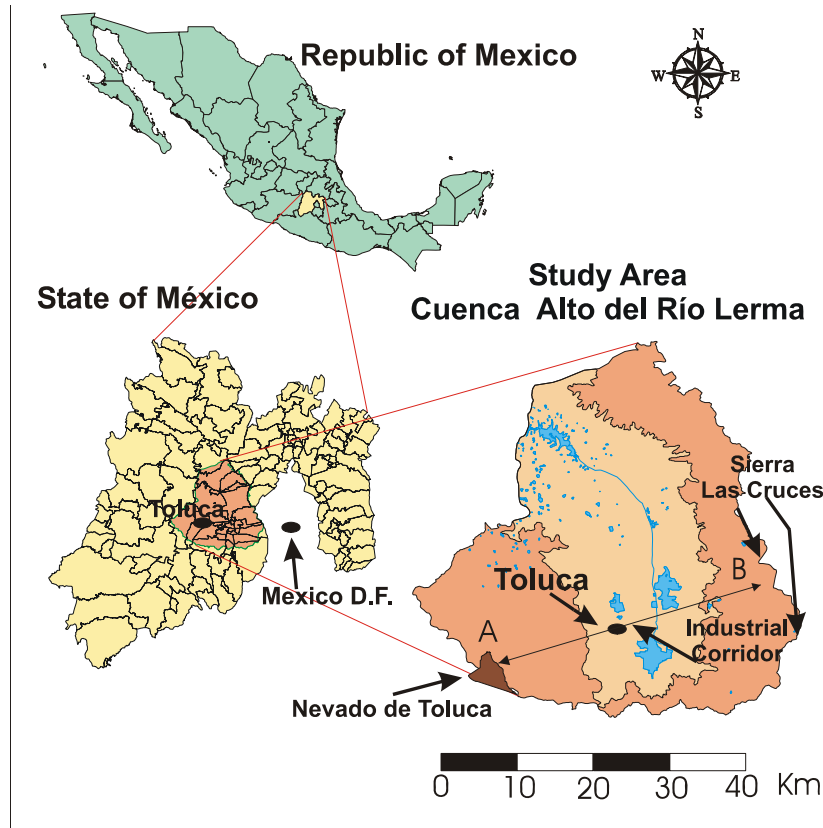 Republic of Mexico
N
W
E
S
Study Area
Cuenca Alto del Río Lerma
State of México
Sierra
Las Cruces
Toluca
Mexico D.F.
Toluca
B
A
Industrial
Corridor
Nevado de Toluca
0 10 20 30 40 Km